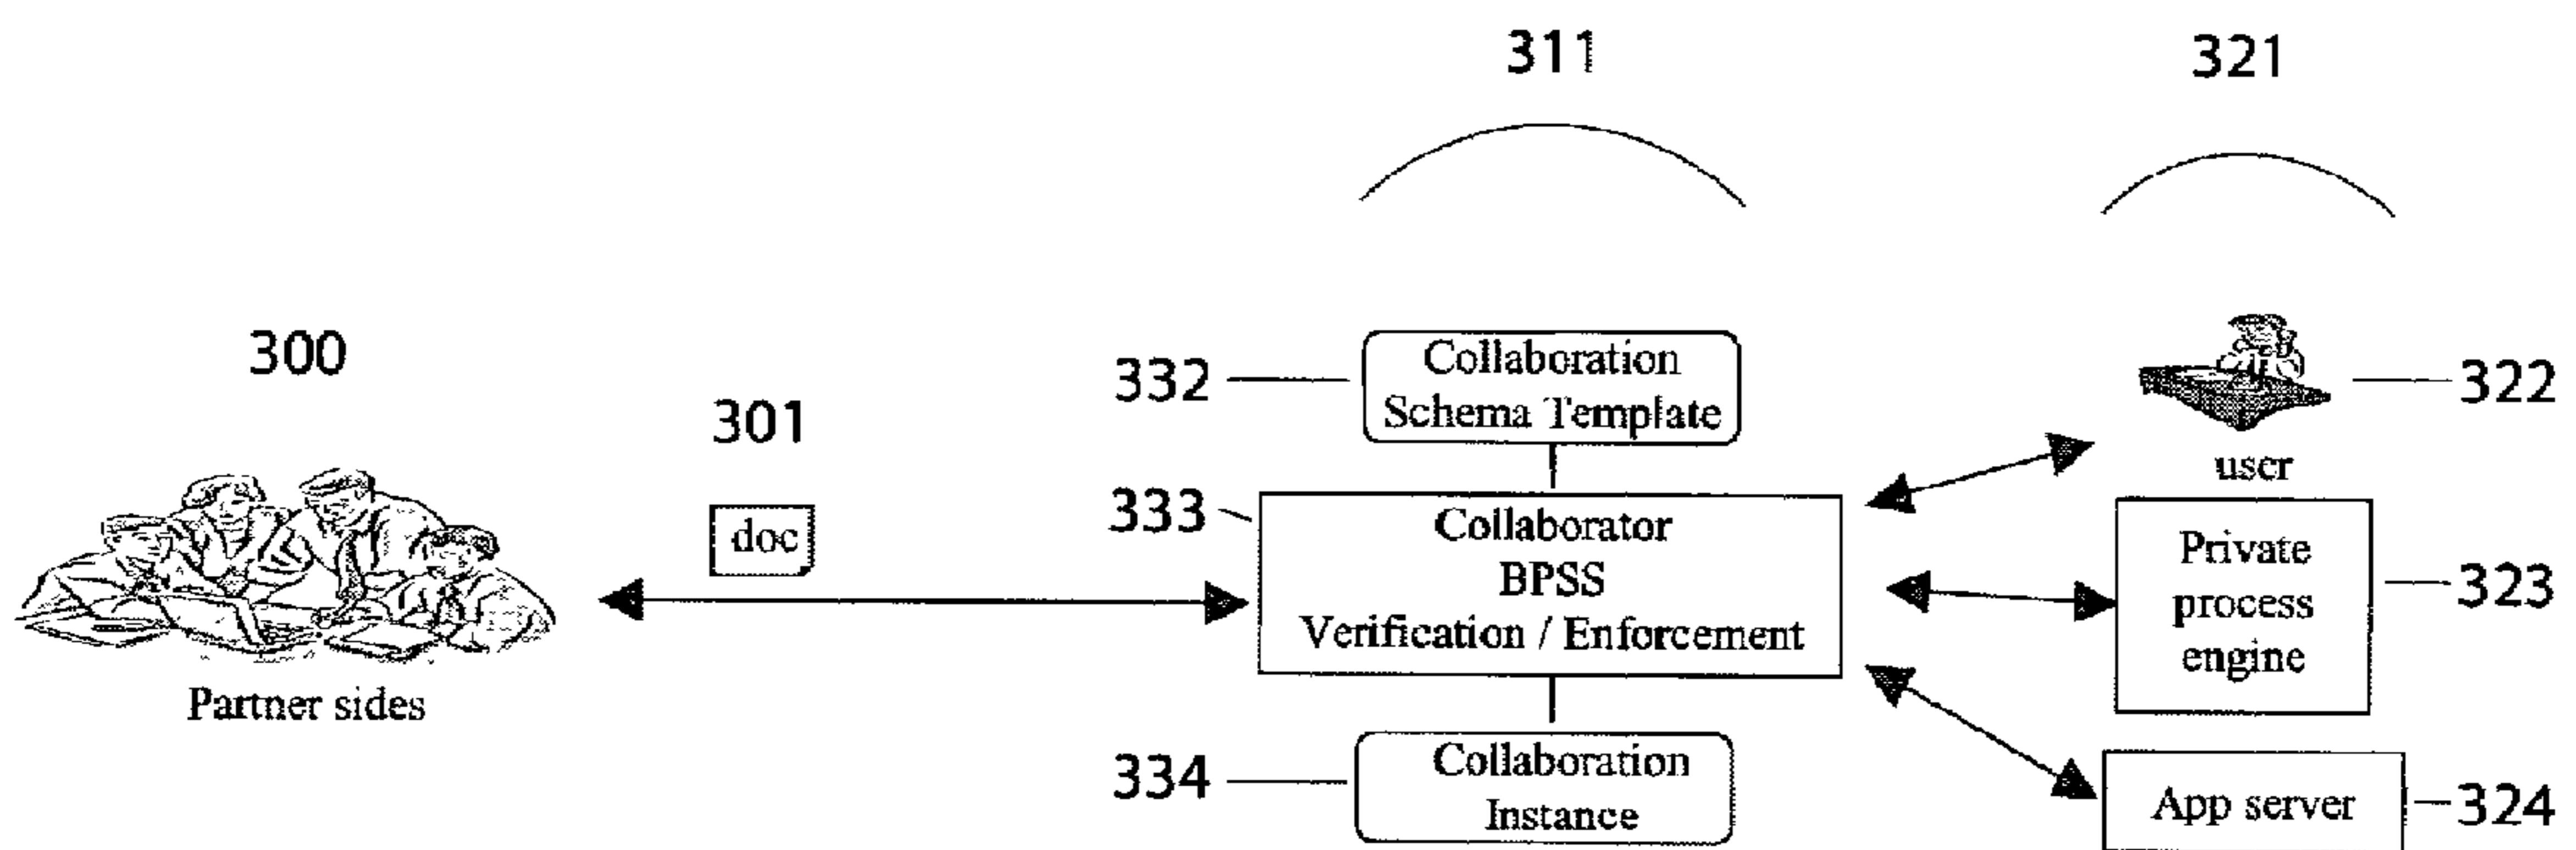 311
321
300
301
doc
Partner sides
332
Collaboration
Schema Template
333
Collaborator
BPSS
Verification / Enforcement
334
Collaboration
Instance
322
user
Private
process
engine
323
App server
324